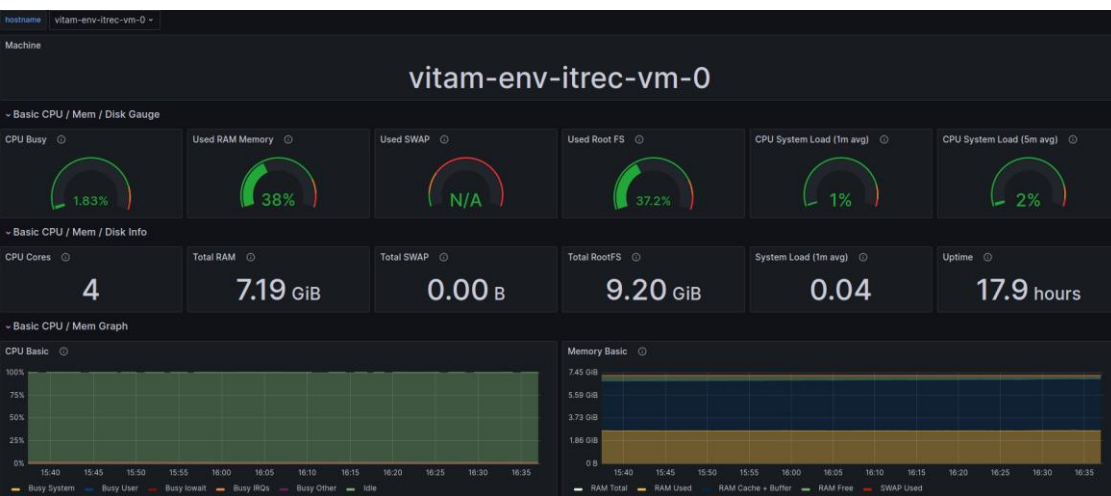 hostname vitam-env-itrec-vm-0
Machine
vitam-env-itrec-vm-0
Basic CPU / Mem / Disk Gauge
CPU Busy Used RAM Memory Used SWAP Used Root FS CPU System Load (1m avg) CPU System Load (5m avg)
1.83% 38% N/A 37.2% 1% 2%
Basic CPU / Mem / Disk Info
CPU Cores Total RAM Total SWAP Total RootFS System Load (1m avg) Uptime
4 7.19 GiB 0.00 B 9.20 GiB 0.04 17.9 hours
Basic CPU / Mem Graph
CPU Basic
100%
75%
50%
25%
0%
15:40 15:45 15:50 15:55 16:00 16:05 16:10 16:15 16:20 16:25 16:30 16:35
Busy System Busy User Busy Iowait Busy IRQs Busy Other Idle
Memory Basic
7.45 GiB
5.59 GiB
3.73 GiB
1.86 GiB
0 B
15:40 15:45 15:50 15:55 16:00 16:05 16:10 16:15 16:20 16:25 16:30 16:35
RAM Total RAM Used RAM Cache + Buffer RAM Free SWAP Used